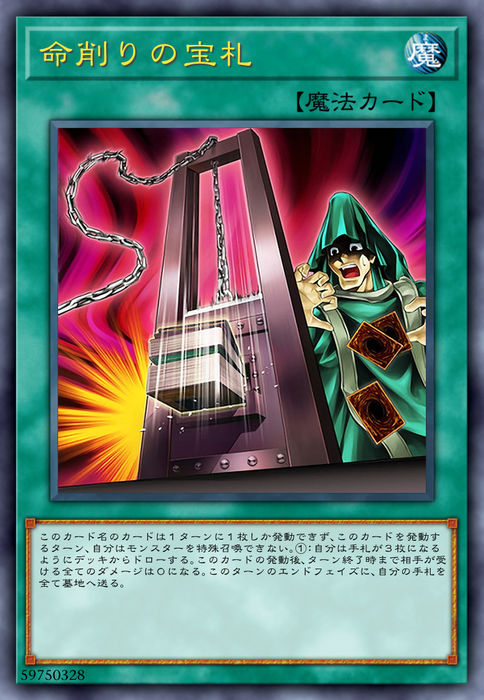 命削りの宝札
魔
【魔法カード】
このカード名のカードは１ターンに１枚しか発動できず、このカードを発動す
るターン、自分はモンスターを特殊召喚できない。①：自分は手札が３枚になる
ようにデッキからドローする。このカードの発動後、ターン終了時まで相手が受
ける全てのダメージは０になる。このターンのエンドフェイズに、自分の手札を
全て墓地へ送る。
59750328